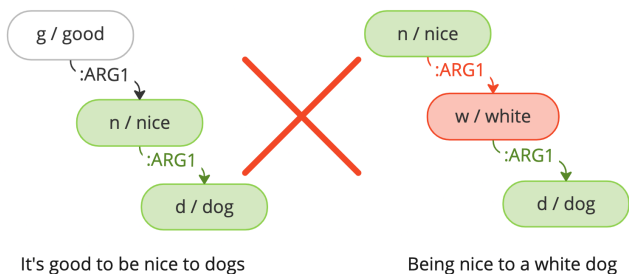 g / good
:ARG1
n / nice
:ARG1
d / dog
It's good to be nice to dogs
n / nice
:ARG1
w / white
:ARG1
d / dog
Being nice to a white dog